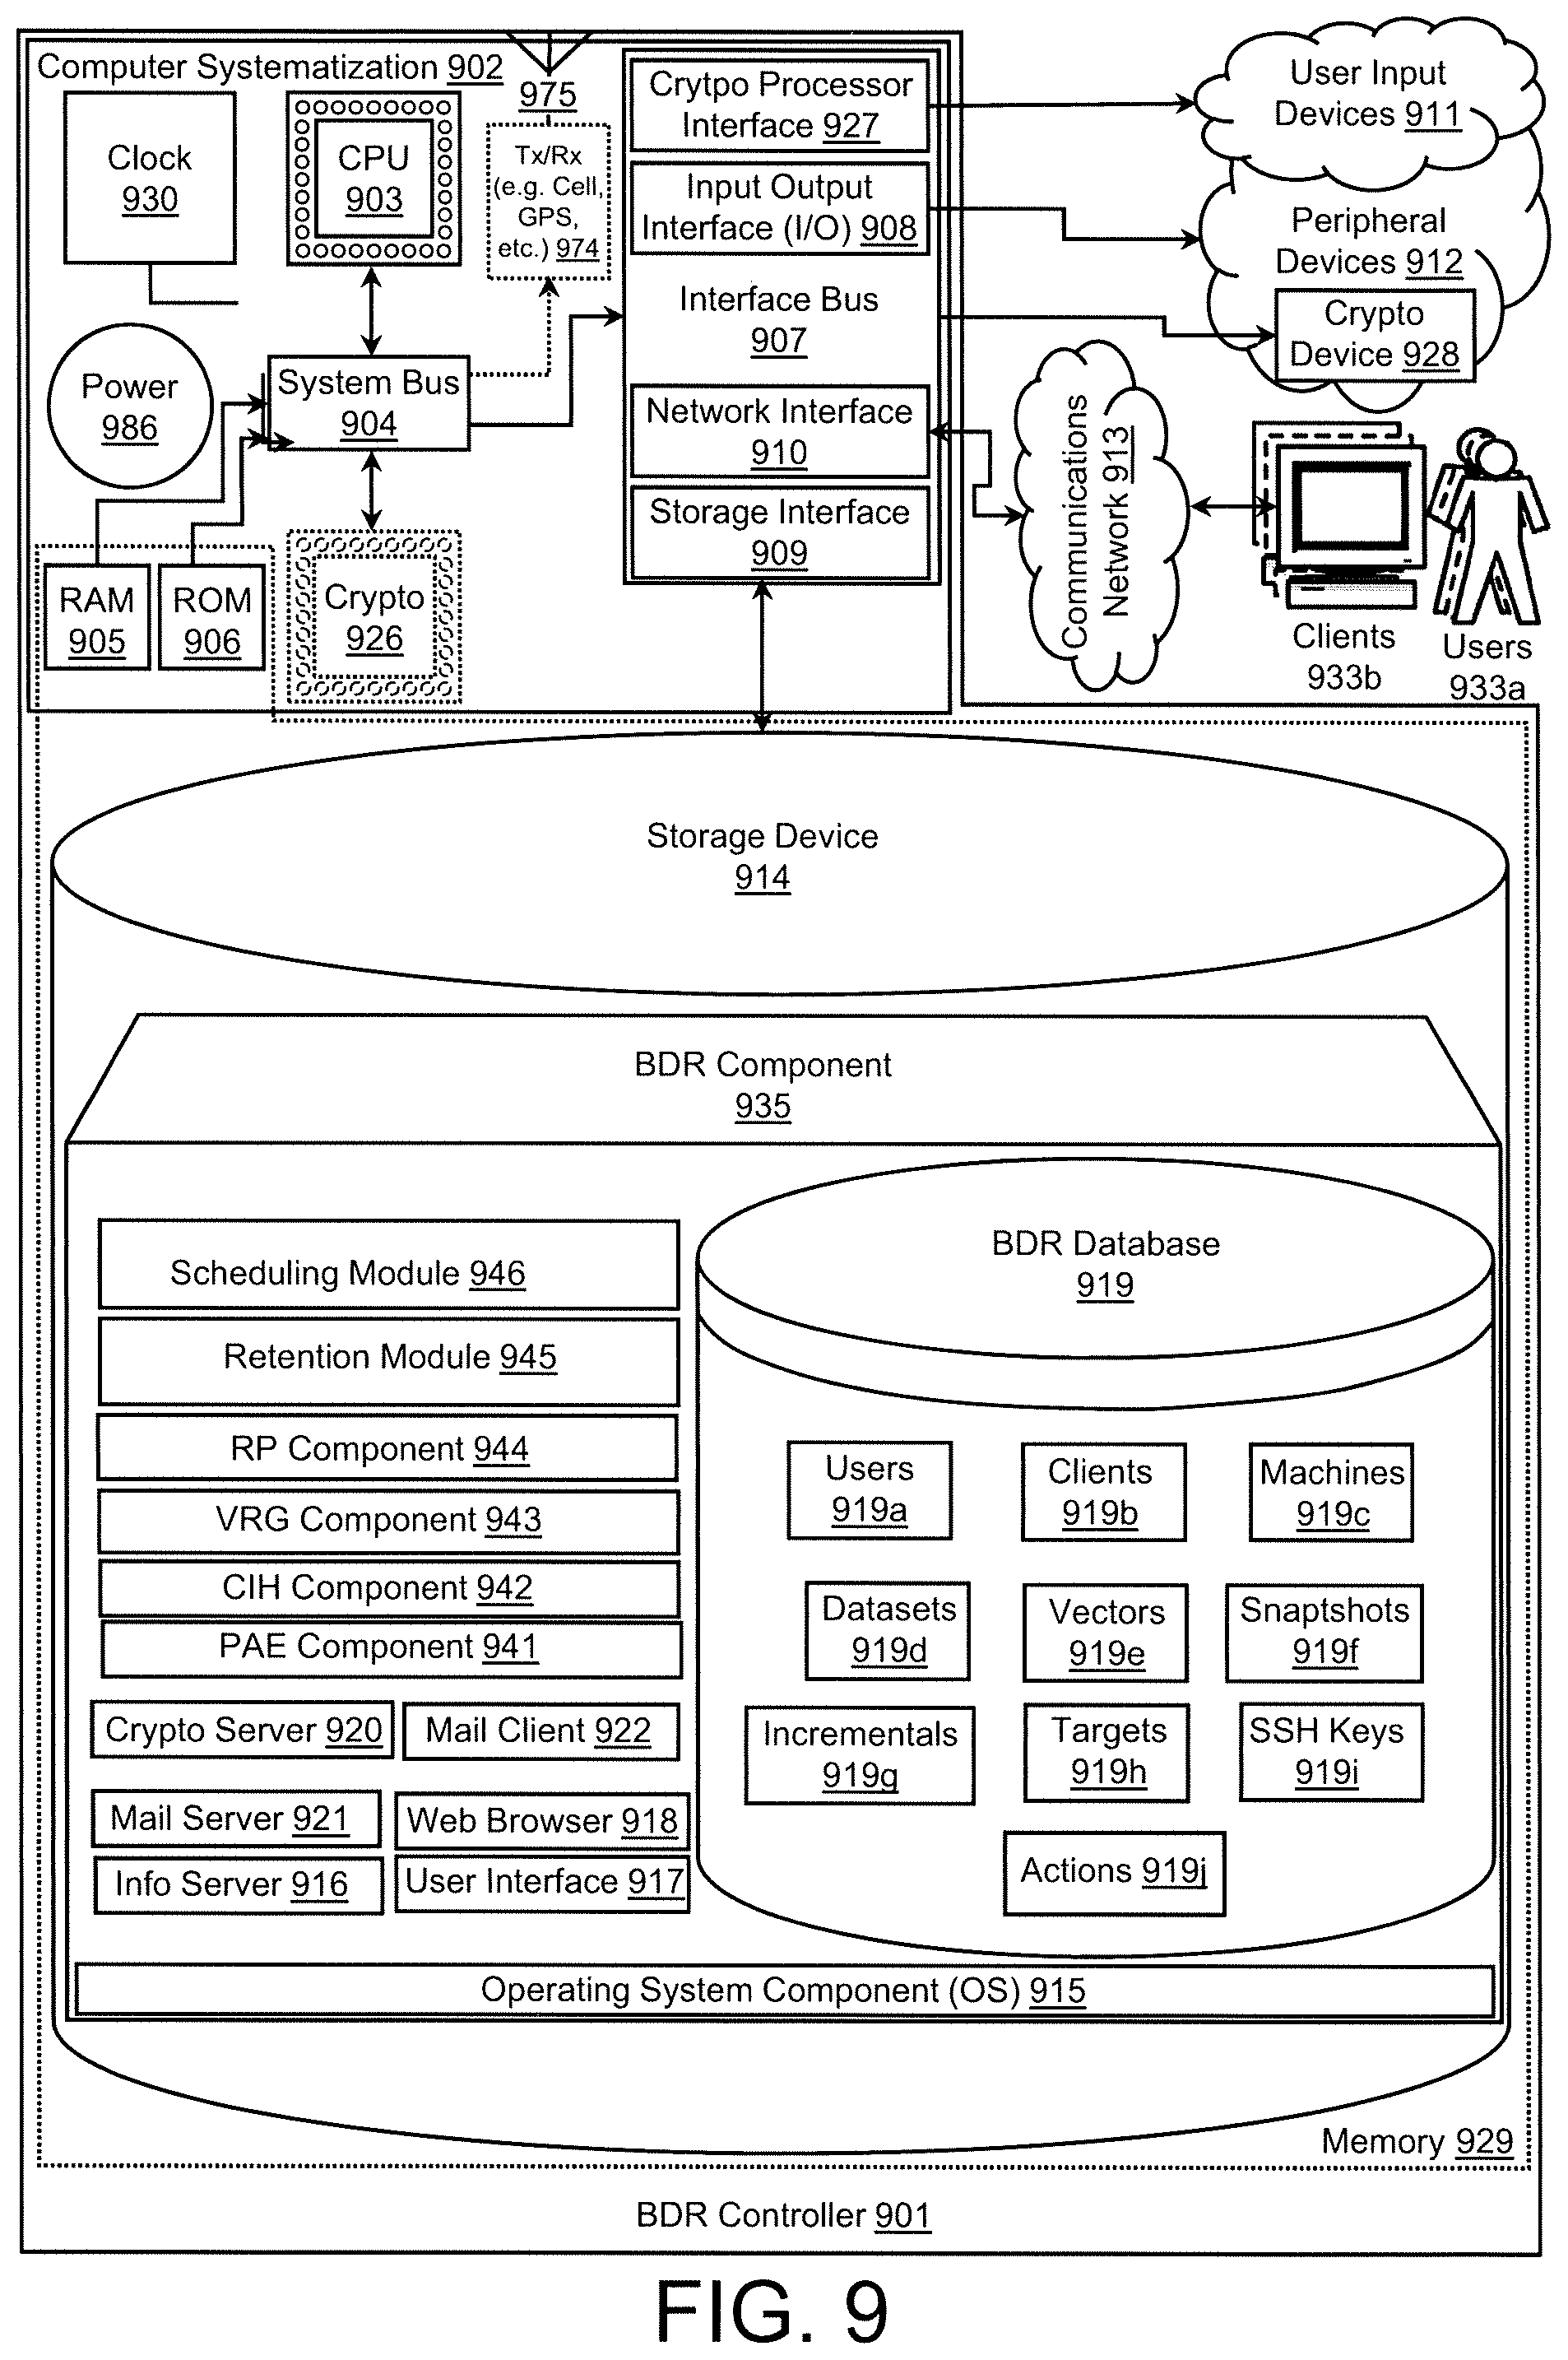 Computer Systematization 902
Clock
930
CPU
903
975
Tx/Rx
(e.g. Cell,
GPS,
etc.) 974
Crytpo Processor
Interface 927
Input Output
Interface (I/O) 908
Interface Bus
907
Network Interface
910
Storage Interface
909
User Input
Devices 911
Peripheral
Devices 912
Crypto
Device 928
Power
986
System Bus
904
RAM
905
ROM
906
Crypto
926
Communications
Network 913
Clients
933b
Users
933a
Storage Device
914
BDR Component
935
Scheduling Module 946
Retention Module 945
RP Component 944
VRG Component 943
CIH Component 942
PAE Component 941
Crypto Server 920
Mail Client 922
Mail Server 921
Web Browser 918
Info Server 916
User Interface 917
BDR Database
919
Users
919a
Clients
919b
Machines
919c
Datasets
919d
Vectors
919e
Snaptshots
919f
Incrementals
919g
Targets
919h
SSH Keys
919i
Actions 919j
Operating System Component (OS) 915
Memory 929
BDR Controller 901
FIG. 9